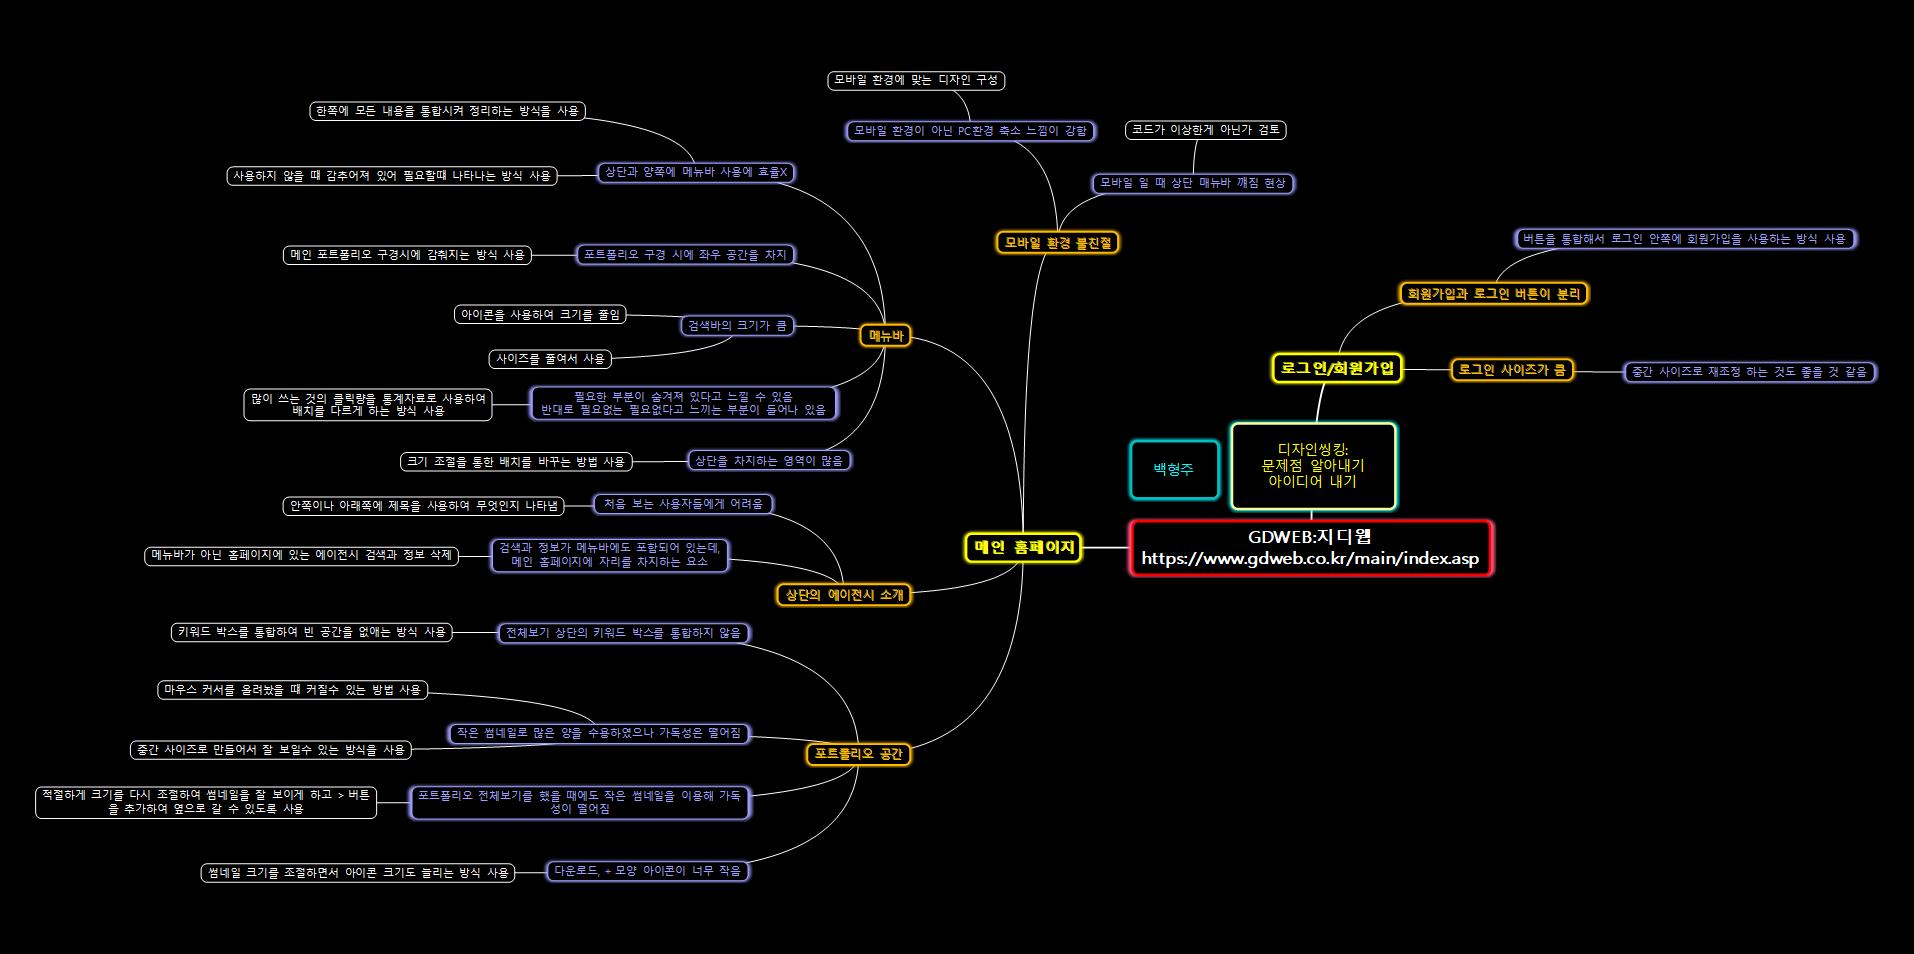 모바일 환경에 맞는 디자인 구성
한쪽에 모든 내용을 통합시켜 정리하는 방식을 사용
모바일 환경이 아닌 PC환경 축소 느낌이 강함
코드가 이상한게 아닌가 검토
사용하지 않을 떄 감추어져 있어 필요할떄 나타나는 방식 사용
상단과 양쪽에 메뉴바 사용에 효율X
모바일 일 때 상단 매뉴바 꺠짐 현상
모바일 환경 불친절
버튼을 통합해서 로그인 안쪽에 회원가입을 사용하는 방식 사용
메인 포트폴리오 구경시에 감춰지는 방식 사용
포트폴리오 구경 시에 좌우 공간을 차지
회원가입과 로그인 버튼이 분리
아이콘을 사용하여 크기를 줄임
검색바의 크기가 큼
메뉴바
사이즈를 줄여서 사용
로그인/회원가입
로그인 사이즈가 큼
중간 사이즈로 재조정 하는 것도 좋을 것 같음
많이 쓰는 것의 클릭량을 통계자료로 사용하여
배치를 다르게 하는 방식 사용
필요한 부분이 숨겨져 있다고 느낄 수 있음
반대로 필요없는 필요없다고 느끼는 부분이 들어나 있음
크기 조절을 통한 배치를 바꾸는 방법 사용
상단을 차지하는 영역이 많음
백형주
디자인씽킹:
문제점 알아내기
아이디어 내기
안쪽이나 아래쪽에 제목을 사용하여 무엇인지 나타냄
처음 보는 사용자들에게 어려움
메뉴바가 아닌 홈페이지에 있는 에이전시 검색과 정보 삭제
검색과 정보가 메뉴바에도 포함되어 있는데,
메인 홈페이지에 자리를 차지하는 요소
메인 홈페이지
GDWEB:지디웹
https://www.gdweb.co.kr/main/index.asp
상단의 에이전시 소개
키워드 박스를 통합하여 빈 공간을 없애는 방식 사용
전체보기 상단의 키워드 박스를 통합하지 않음
마우스 커서를 올려놨을 떄 커질수 있는 방법 사용
작은 썸네일로 많은 양을 수용하였으나 가독성은 떨어짐
중간 사이즈로 만들어서 잘 보일수 있는 방식을 사용
포트폴리오 공간
적절하게 크기를 다시 조절하여 썸네일을 잘 보이게 하고 > 버튼
을 추가하여 옆으로 갈 수 있도록 사용
포트폴리오 전체보기를 했을 때에도 작은 썸네일을 이용해 가독
성이 떨어짐
썸네일 크기를 조절하면서 아이콘 크기도 늘리는 방식 사용
다운로드, + 모양 아이콘이 너무 작음